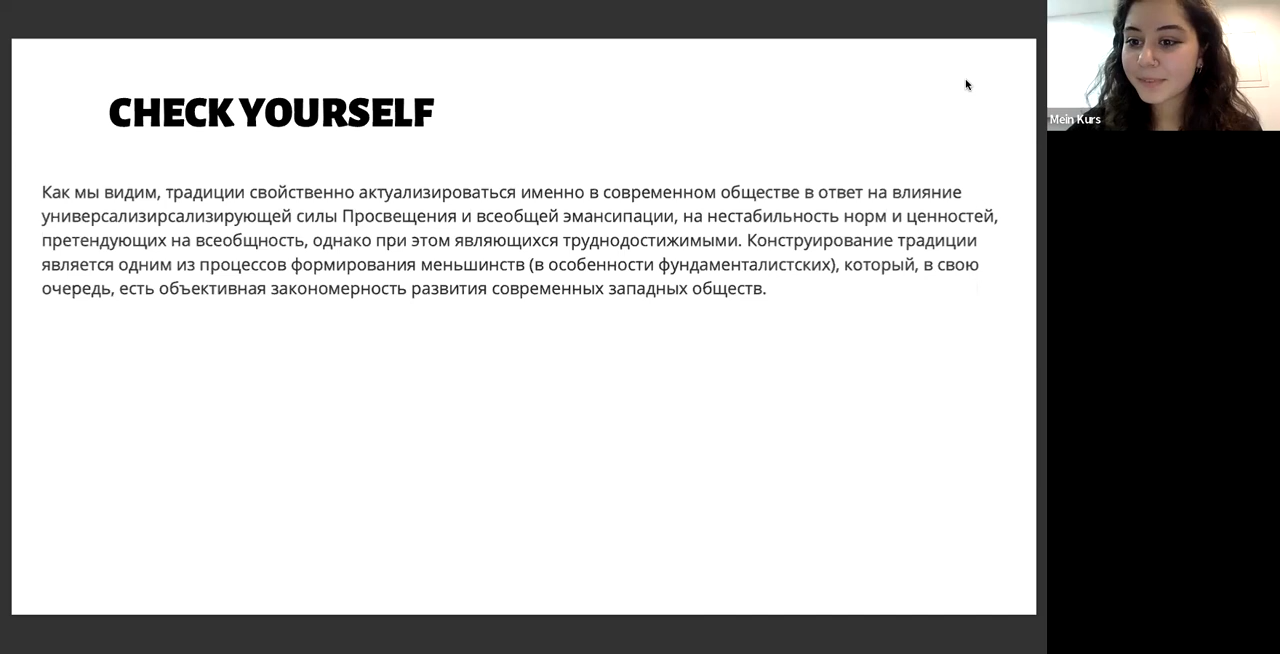 CHECK YOURSELF
Как мы видим, традиции свойственно актуализироваться именно в современном обществе в ответ на влияние
универсализирсализирующей силы Просвещения и всеобщей эмансипации, на нестабильность норм и ценностей,
претендующих на всеобщность, однако при этом являющихся труднодостижимыми. Конструирование традиции
является одним из процессов формирования меньшинств (в особенности фундаменталистских), который, в свою
очередь, есть объективная закономерность развития современных западных обществ.
Mein Kurs